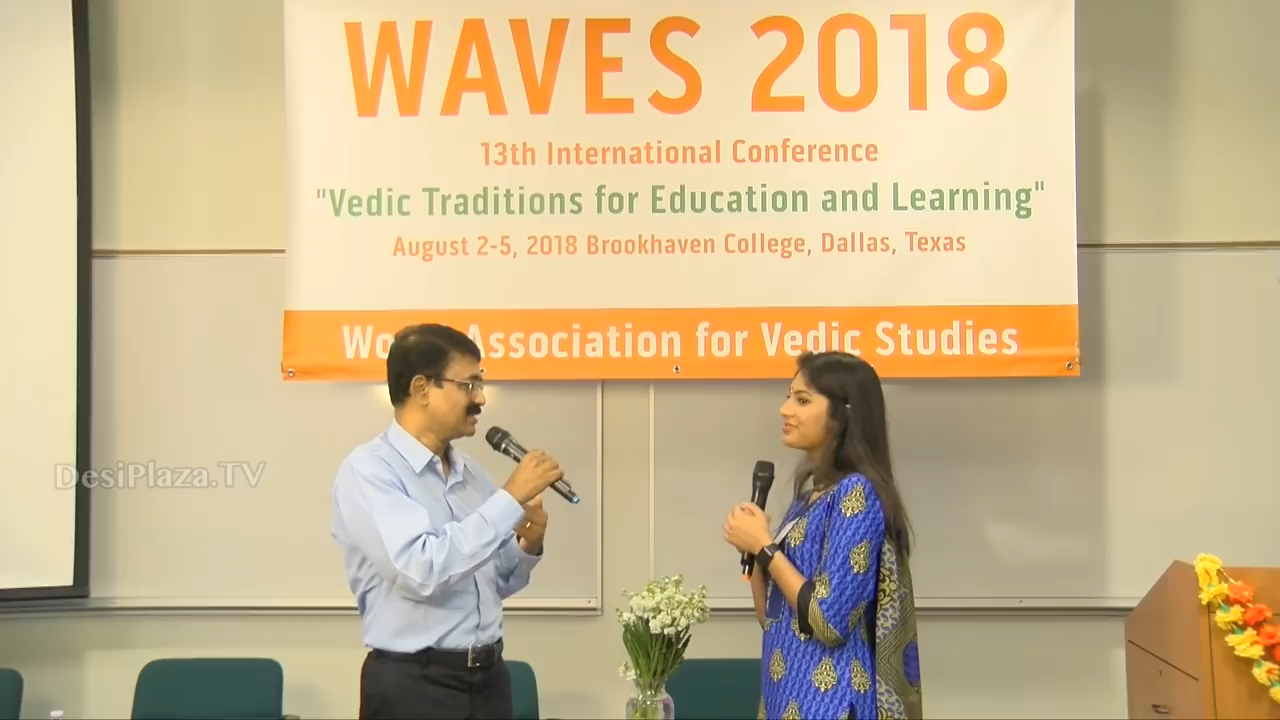 WAVES 2018
13th International Conference
"Vedic Traditions for Education and Learning"
August 2-5, 2018 Brookhaven College, Dallas, Texas
Association for Vedic Studies
DesiPlaza.TV